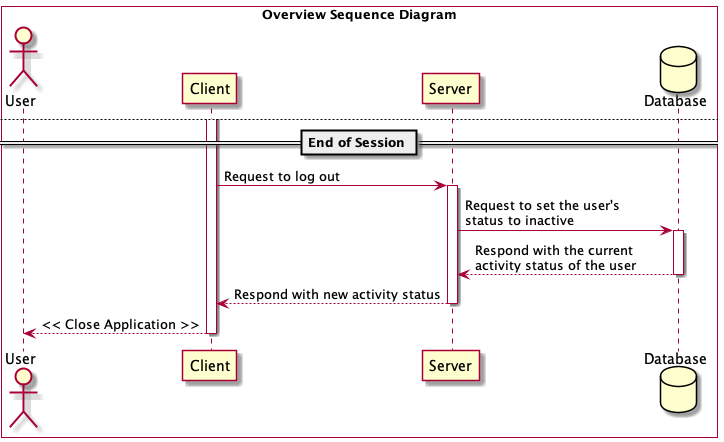 Overview Sequence Diagram
User
Client
Server
Database
End of Session
Request to log out
Request to set the user's
status to inactive
Respond with the current
activity status of the user
Respond with new activity status
<< Close Application >>
User
Client
Server
Database